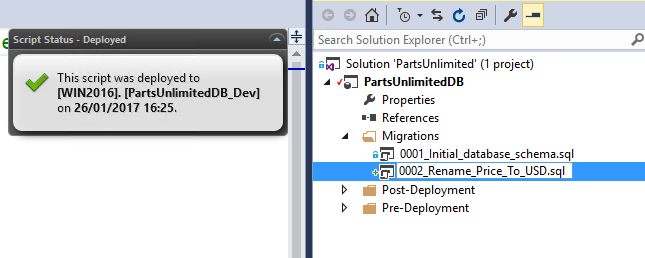 Script Status - Deployed
This script was deployed to
[WIN2016]. [PartsUnlimitedDB_Dev]
on 26/01/2017 16:25.
Search Solution Explorer (Ctrl+;)
Solution 'PartsUnlimited' (1 project)
PartsUnlimitedDB
Properties
References
Migrations
0001_Initial_database_schema.sql
0002_Rename_Price_To_USD.sql
Post-Deployment
Pre-Deployment